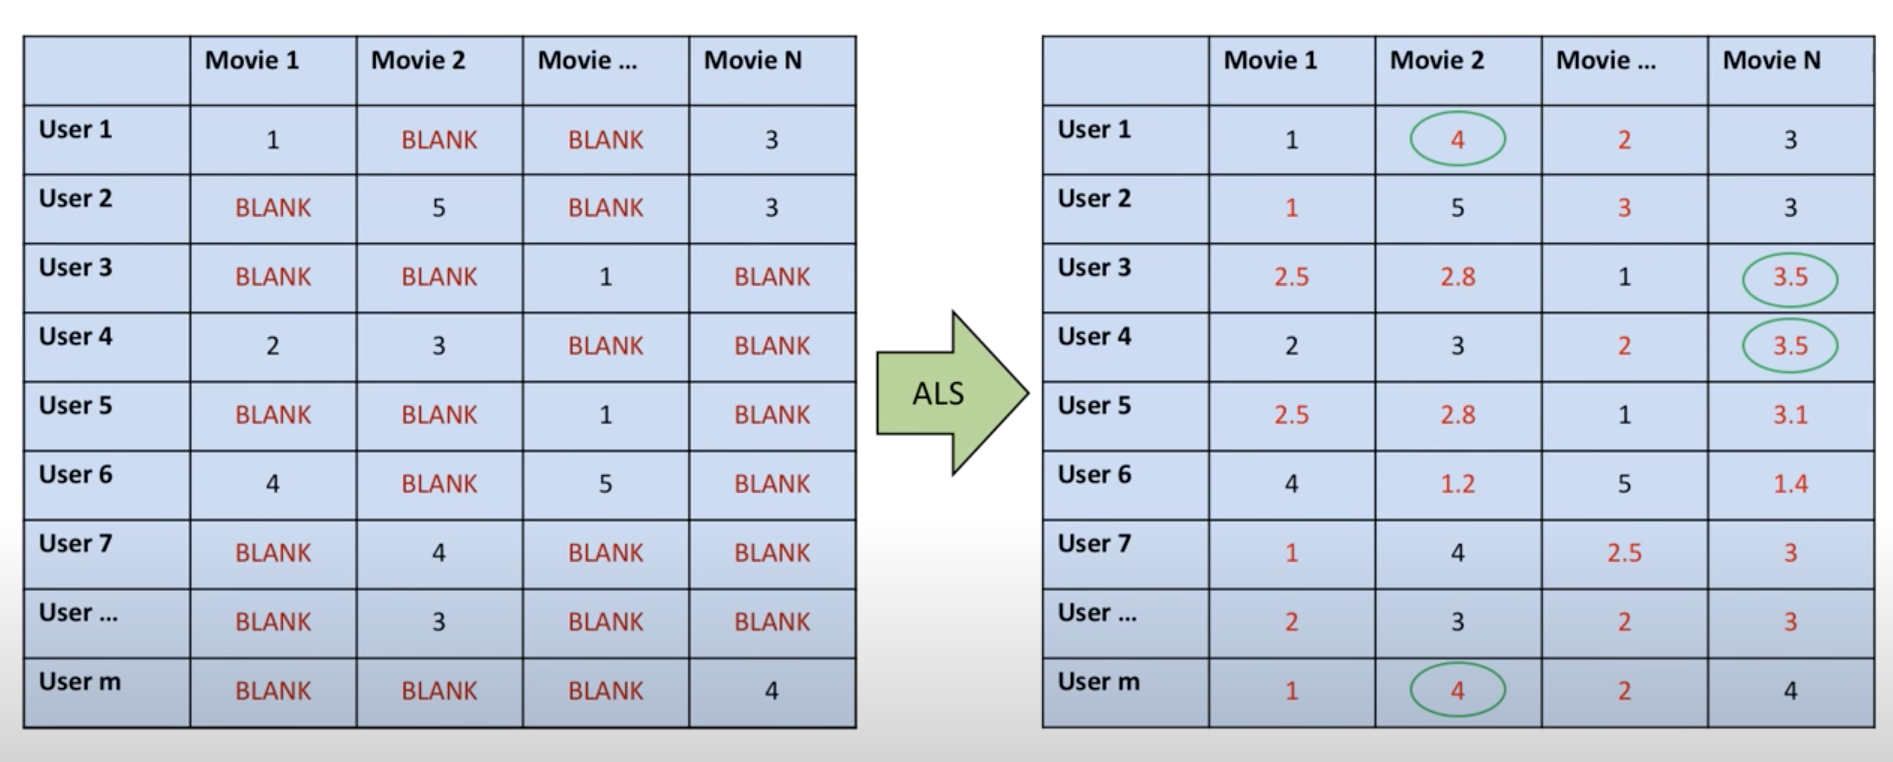 Movie 1 Movie 2 Movie ... Movie N
User 1 1 BLANK BLANK 3
User 2 BLANK 5 BLANK 3
User 3 BLANK BLANK 1 BLANK
User 4 2 3 BLANK BLANK
User 5 BLANK BLANK 1 BLANK
User 6 4 BLANK 5 BLANK
User 7 BLANK 4 BLANK BLANK
User ... BLANK 3 BLANK BLANK
User m BLANK BLANK BLANK 4
ALS
Movie 1 Movie 2 Movie ... Movie N
User 1 1 4 2 3
User 2 1 5 3 3
User 3 2.5 2.8 1 3.5
User 4 2 3 2 3.5
User 5 2.5 2.8 1 3.1
User 6 4 1.2 5 1.4
User 7 1 4 2.5 3
User ... 2 3 2 3
User m 1 4 2 4